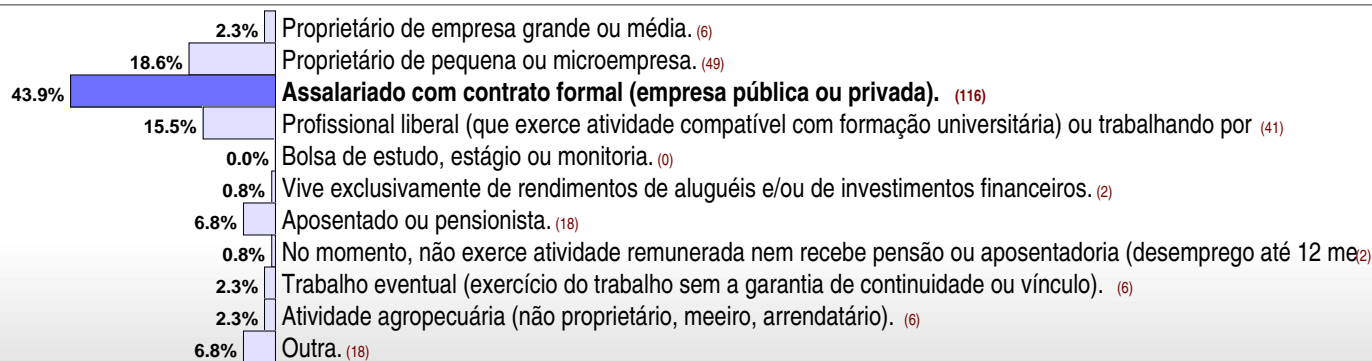 2.3% Proprietário de empresa grande ou média. (6)
18.6% Proprietário de pequena ou microempresa. (49)
43.9% Assalariado com contrato formal (empresa pública ou privada). (116)
15.5% Profissional liberal (que exerce atividade compatível com formação universitária) ou trabalhando por (41)
0.0% Bolsa de estudo, estágio ou monitoria. (0)
0.8% Vive exclusivamente de rendimentos de aluguéis e/ou de investimentos financeiros. (2)
6.8% Aposentado ou pensionista. (18)
0.8% No momento, não exerce atividade remunerada nem recebe pensão ou aposentadoria (desemprego até 12 me(2)
2.3% Trabalho eventual (exercício do trabalho sem a garantia de continuidade ou vínculo). (6)
2.3% Atividade agropecuária (não proprietário, meeiro, arrendatário). (6)
6.8% Outra. (18)